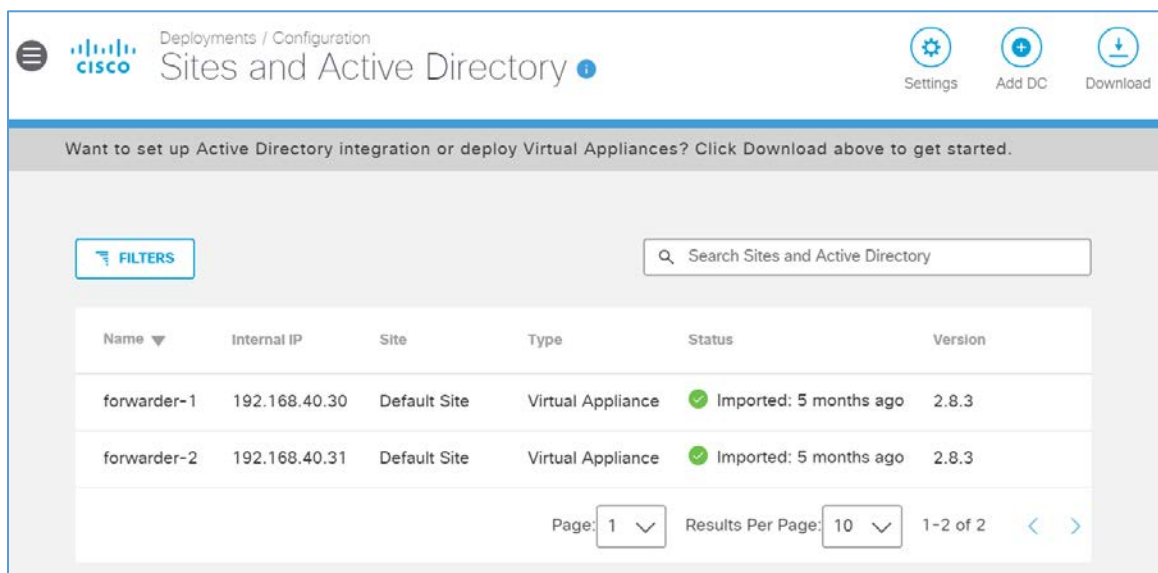 Deployments / Configuration
CISCO
Sites and Active Directory
Settings
Add DC
Download
Want to set up Active Directory integration or deploy Virtual Appliances? Click Download above to get started.
FILTERS
Search Sites and Active Directory
Name Internal IP Site Type Status Version
forwarder-1 192.168.40.30 Default Site Virtual Appliance Imported: 5 months ago 2.8.3
forwarder-2 192.168.40.31 Default Site Virtual Appliance Imported: 5 months ago 2.8.3
Page: 1 Results Per Page: 10 1-2 of 2